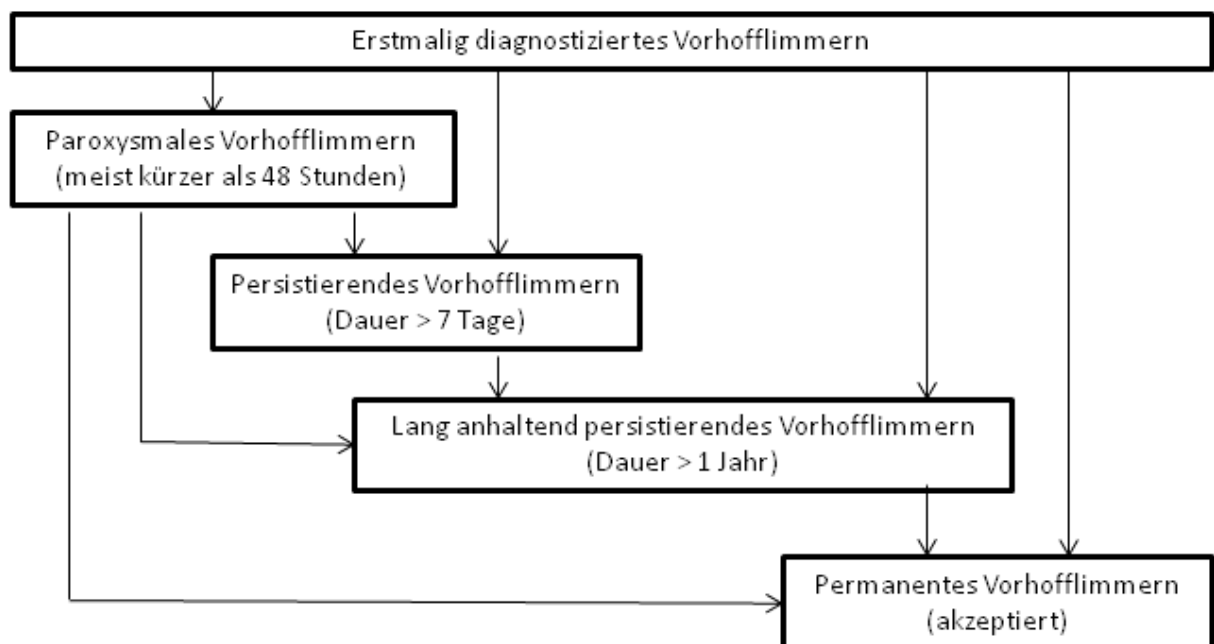 Erstmalig diagnostiziertes Vorhofflimmern
Paroxysmales Vorhofflimmern
(meist kürzer als 48 Stunden)
Persistierendes Vorhofflimmern
(Dauer > 7 Tage)
Lang anhaltend persistierendes Vorhofflimmern
(Dauer > 1 Jahr)
Permanentes Vorhofflimmern
(akzeptiert)